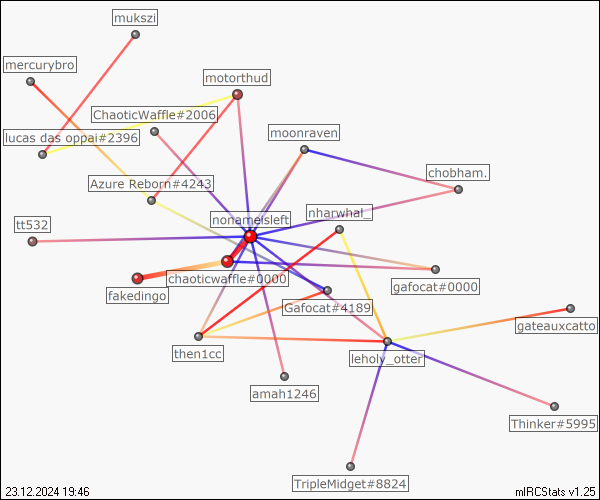 mukszi
mercurybro
motorthud
ChaoticWaffle#2006
lucas das oppai#2396
moonraven
chobham.
Azure Reborn#4243
nonameisleft
nharwhal_
tt532
chaoticwaffle#0000
gafocat#0000
fakedingo
Gafocat#4189
gateauxcatto
then1cc
leholy_otter
amah1246
Thinker#5995
TripleMidget#8824
23.12.2024 19:46
mIRCStats v1.25